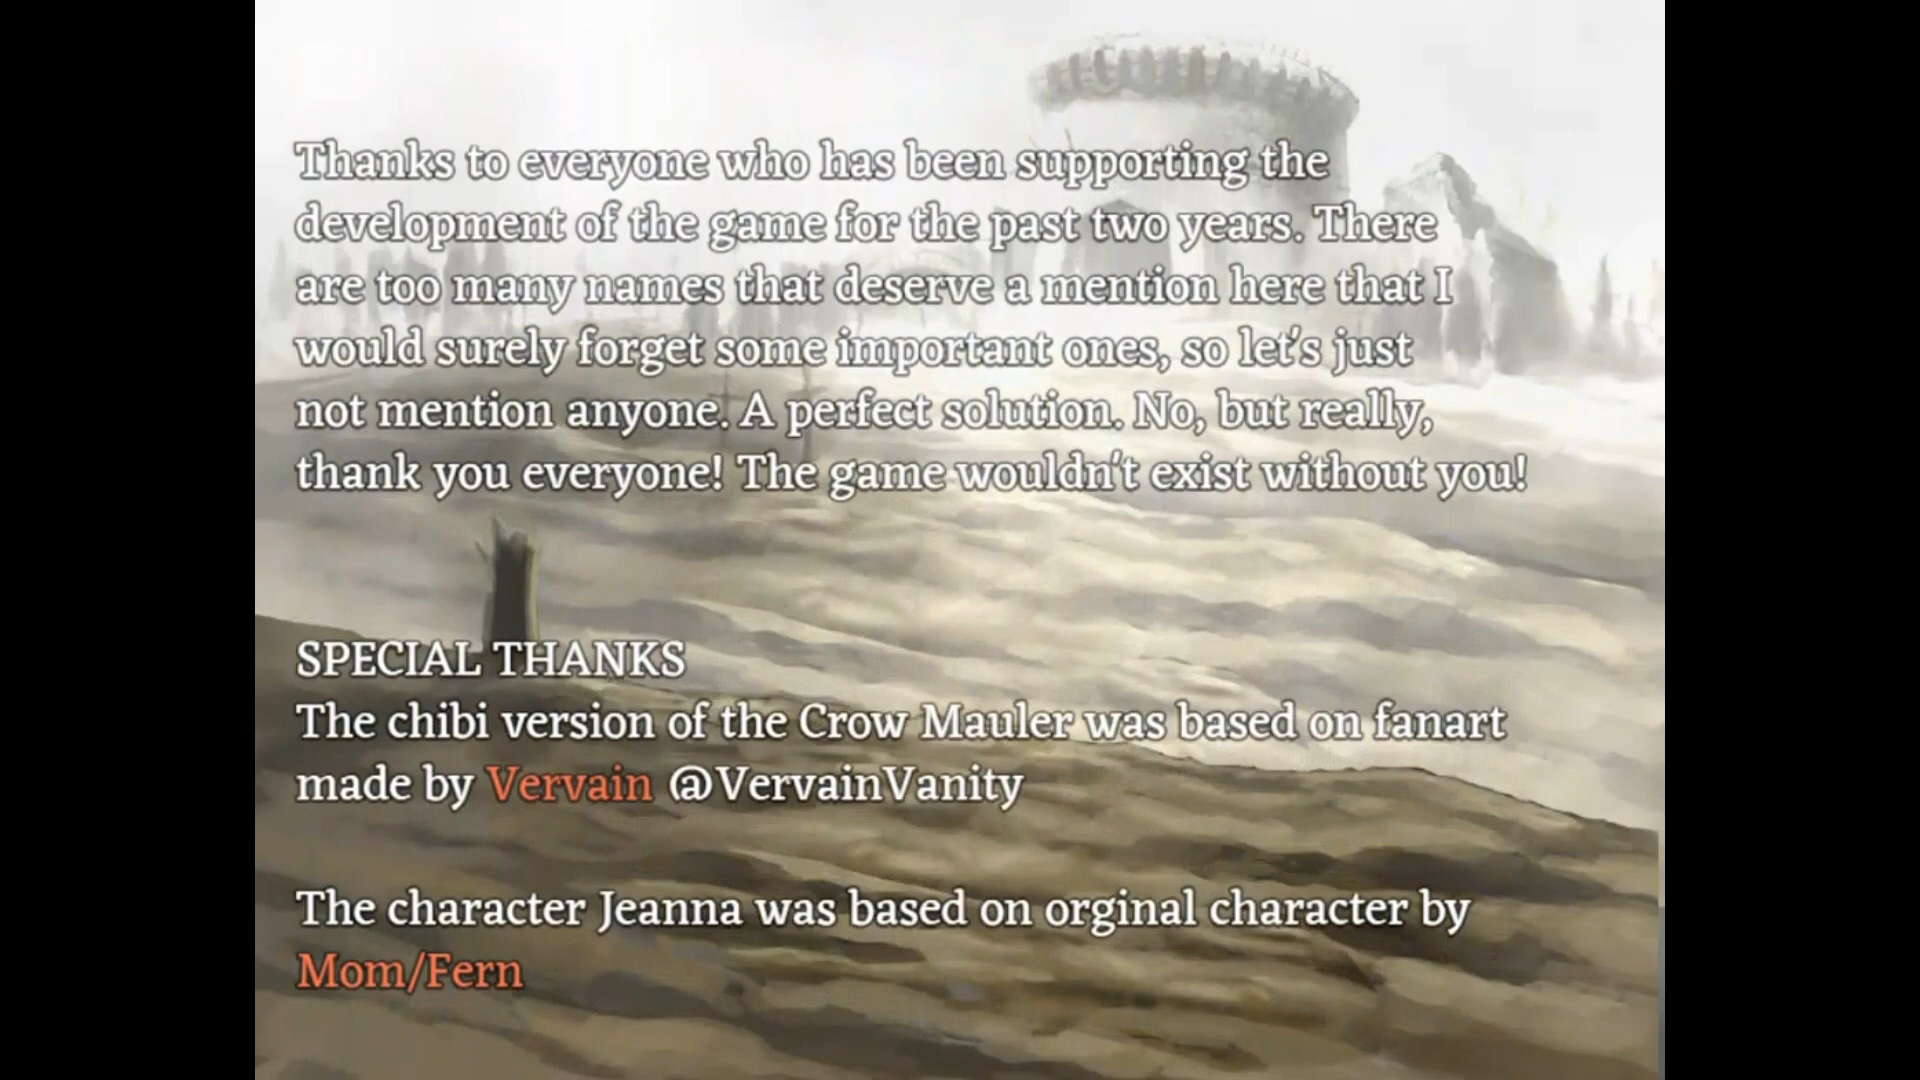 Thanks to everyone who has been supporting the
development of the game for the past two years. There
are too many names that deserve a mention here that I
would surely forget some important ones, so let's just
not mention anyone. A perfect solution. No, but really,
thank you everyone! The game wouldn't exist without you!
SPECIAL THANKS
The chibi version of the Crow Mauler was based on fanart
made by Vervain @VervainVanity
The character Jeanna was based on orginal character by
Mom/Fern